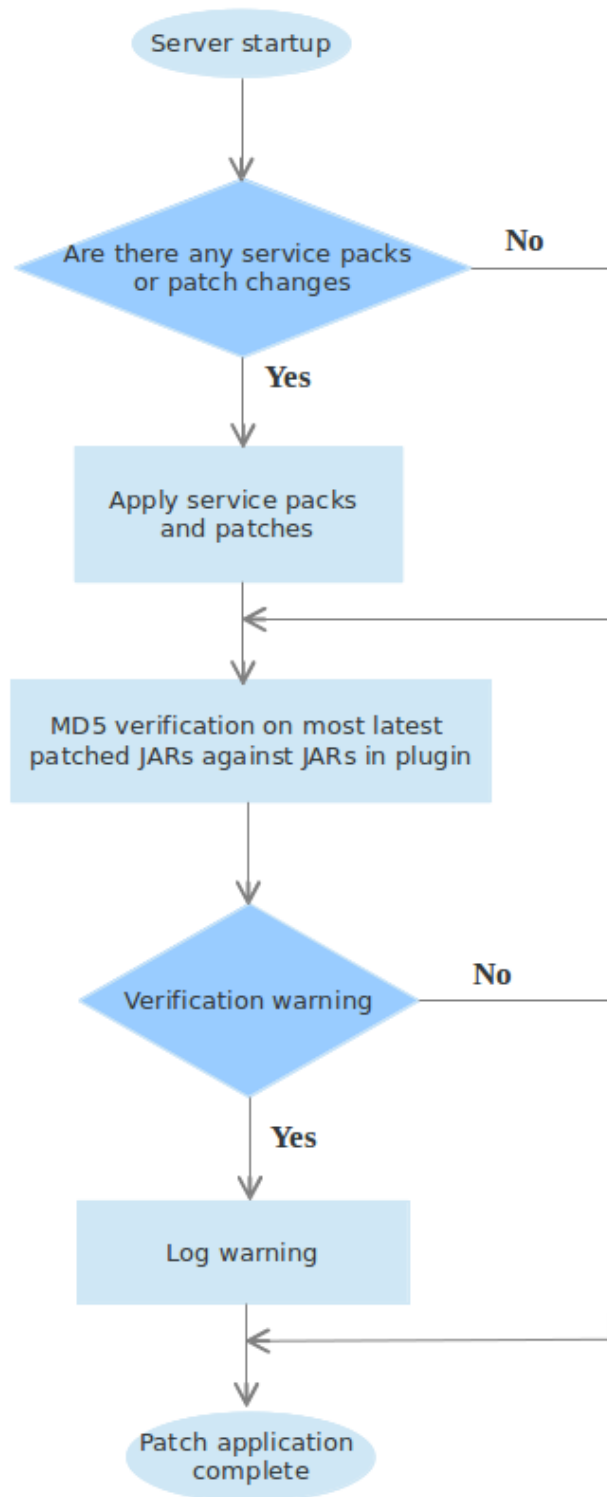 Server startup
Are there any service packs
or patch changes
No
Yes
Apply service packs
and patches
MD5 verification on most latest
patched JARs against JARs in plugin
Verification warning
No
Yes
Log warning
Patch application
complete